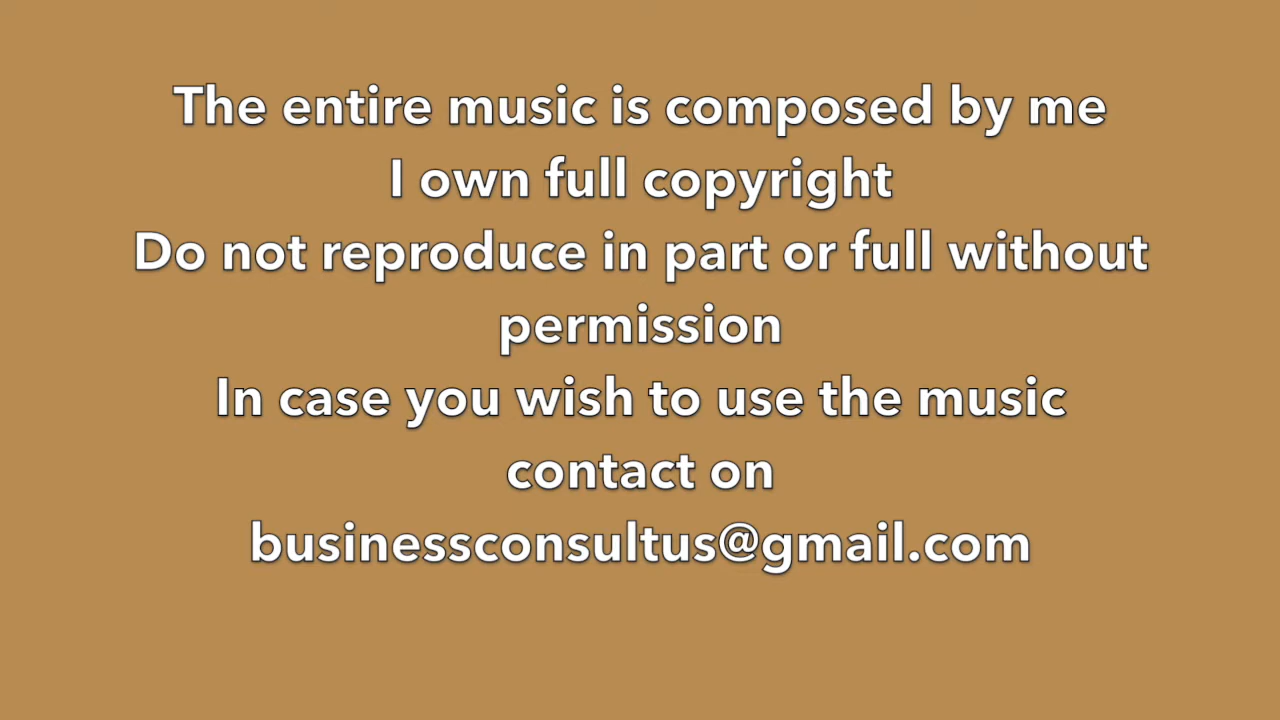 The entire music is composed by me
I own full copyright
Do not reproduce in part or full without
permission
In case you wish to use the music
contact on
businessconsultus@gmail.com